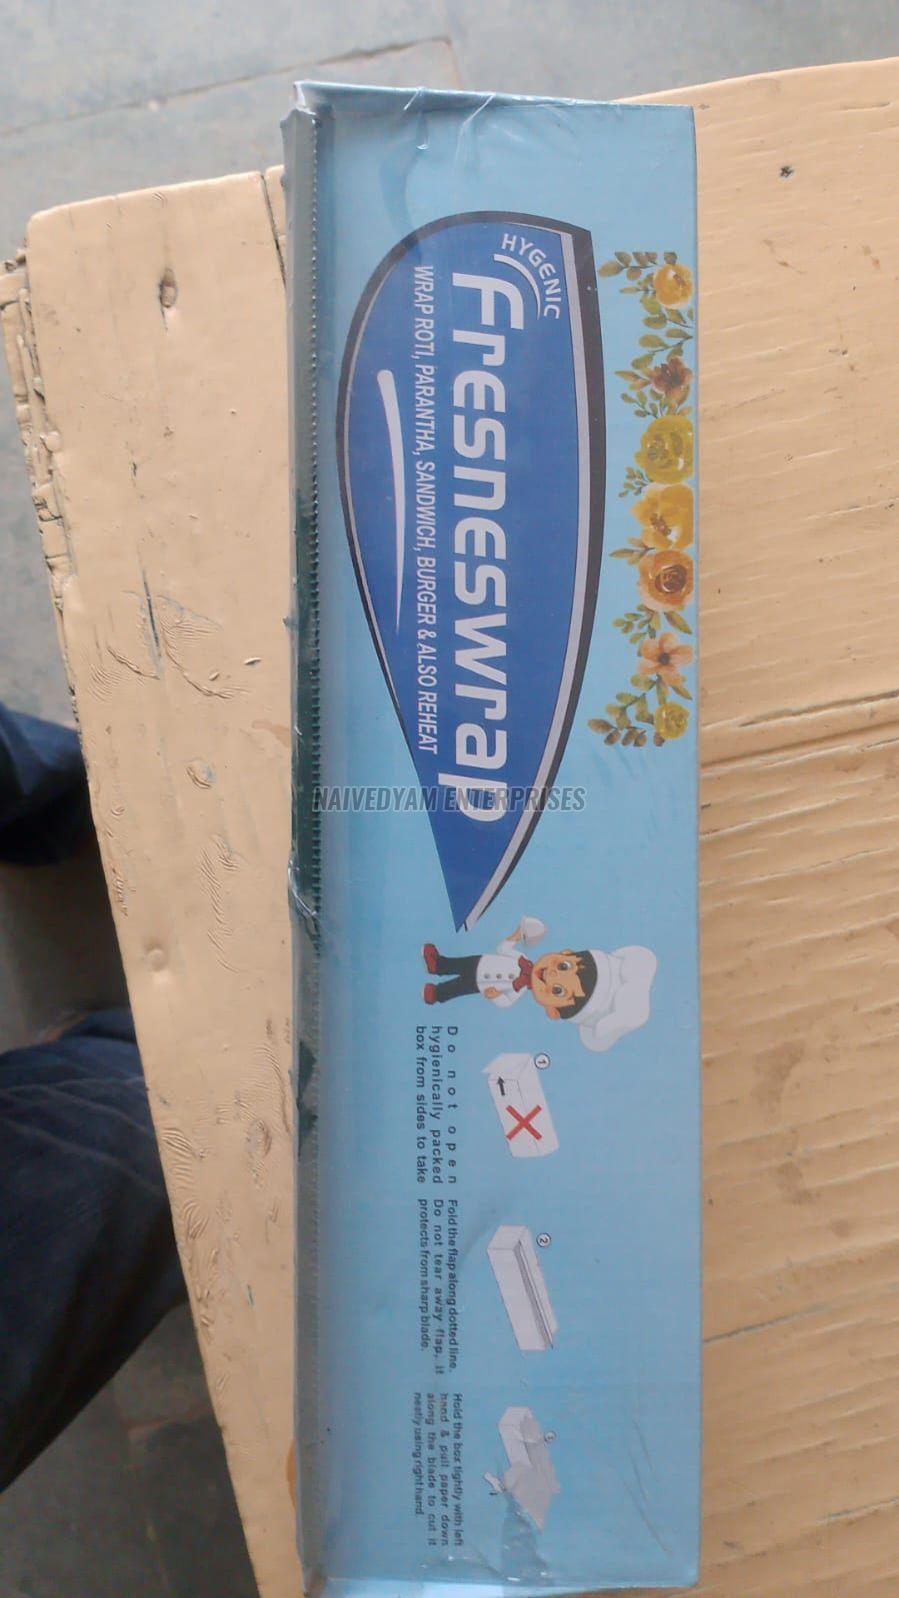 HYGENIC
Fresneswrap
WRAP ROTI, PARANTHA, SANDWICH, BURGER & ALSO REHEAT
NAIVEDYAM ENTERPRISES
1
Do not open
hygienically packed
box from sides to take
2
Fold the flap along dotted line.
Do not tear away flap, it
protects from sharp blade.
3
Hold the box tightly with left
hand & pull paper down
along the blade to cut it
neatly using right hand.